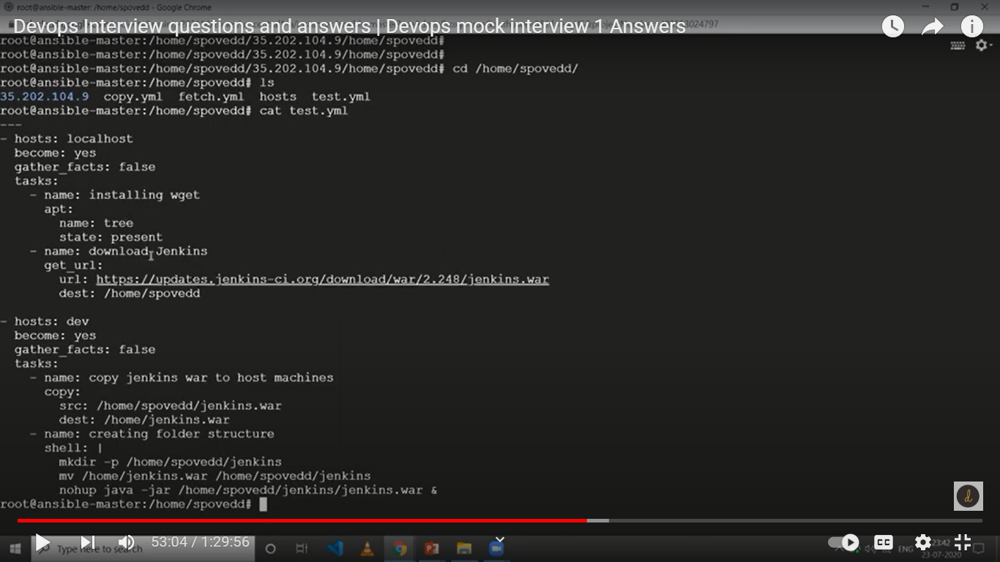 root@ansible-master: /home/spovedd - Google Chrome
Devops Interview questions and answers | Devops mock interview 1 Answers
3024797
root@ansible-master:/home/spovedd/35.202.104.9/home/spovedd#
root@ansible-master:/home/spovedd/35.202.104.9/home/spovedd#
root@ansible-master:/home/spovedd/35.202.104.9/home/spovedd# cd /home/spovedd/
root@ansible-master:/home/spovedd# ls
35.202.104.9  copy.yml  fetch.yml  hosts  test.yml
root@ansible-master:/home/spovedd# cat test.yml
---
- hosts: localhost
  become: yes
  gather_facts: false
  tasks:
    - name: installing wget
      apt:
        name: tree
        state: present
    - name: download Jenkins
      get_url:
        url: https://updates.jenkins-ci.org/download/war/2.248/jenkins.war
        dest: /home/spovedd
- hosts: dev
  become: yes
  gather_facts: false
  tasks:
    - name: copy jenkins war to host machines
      copy:
        src: /home/spovedd/jenkins.war
        dest: /home/jenkins.war
    - name: creating folder structure
      shell: |
        mkdir -p /home/spovedd/jenkins
        mv /home/jenkins.war /home/spovedd/jenkins
        nohup java -jar /home/spovedd/jenkins/jenkins.war &
root@ansible-master:/home/spovedd#
d
53:04 / 1:29:56
Type here to search
CC
ENG
23:42
23-07-2020